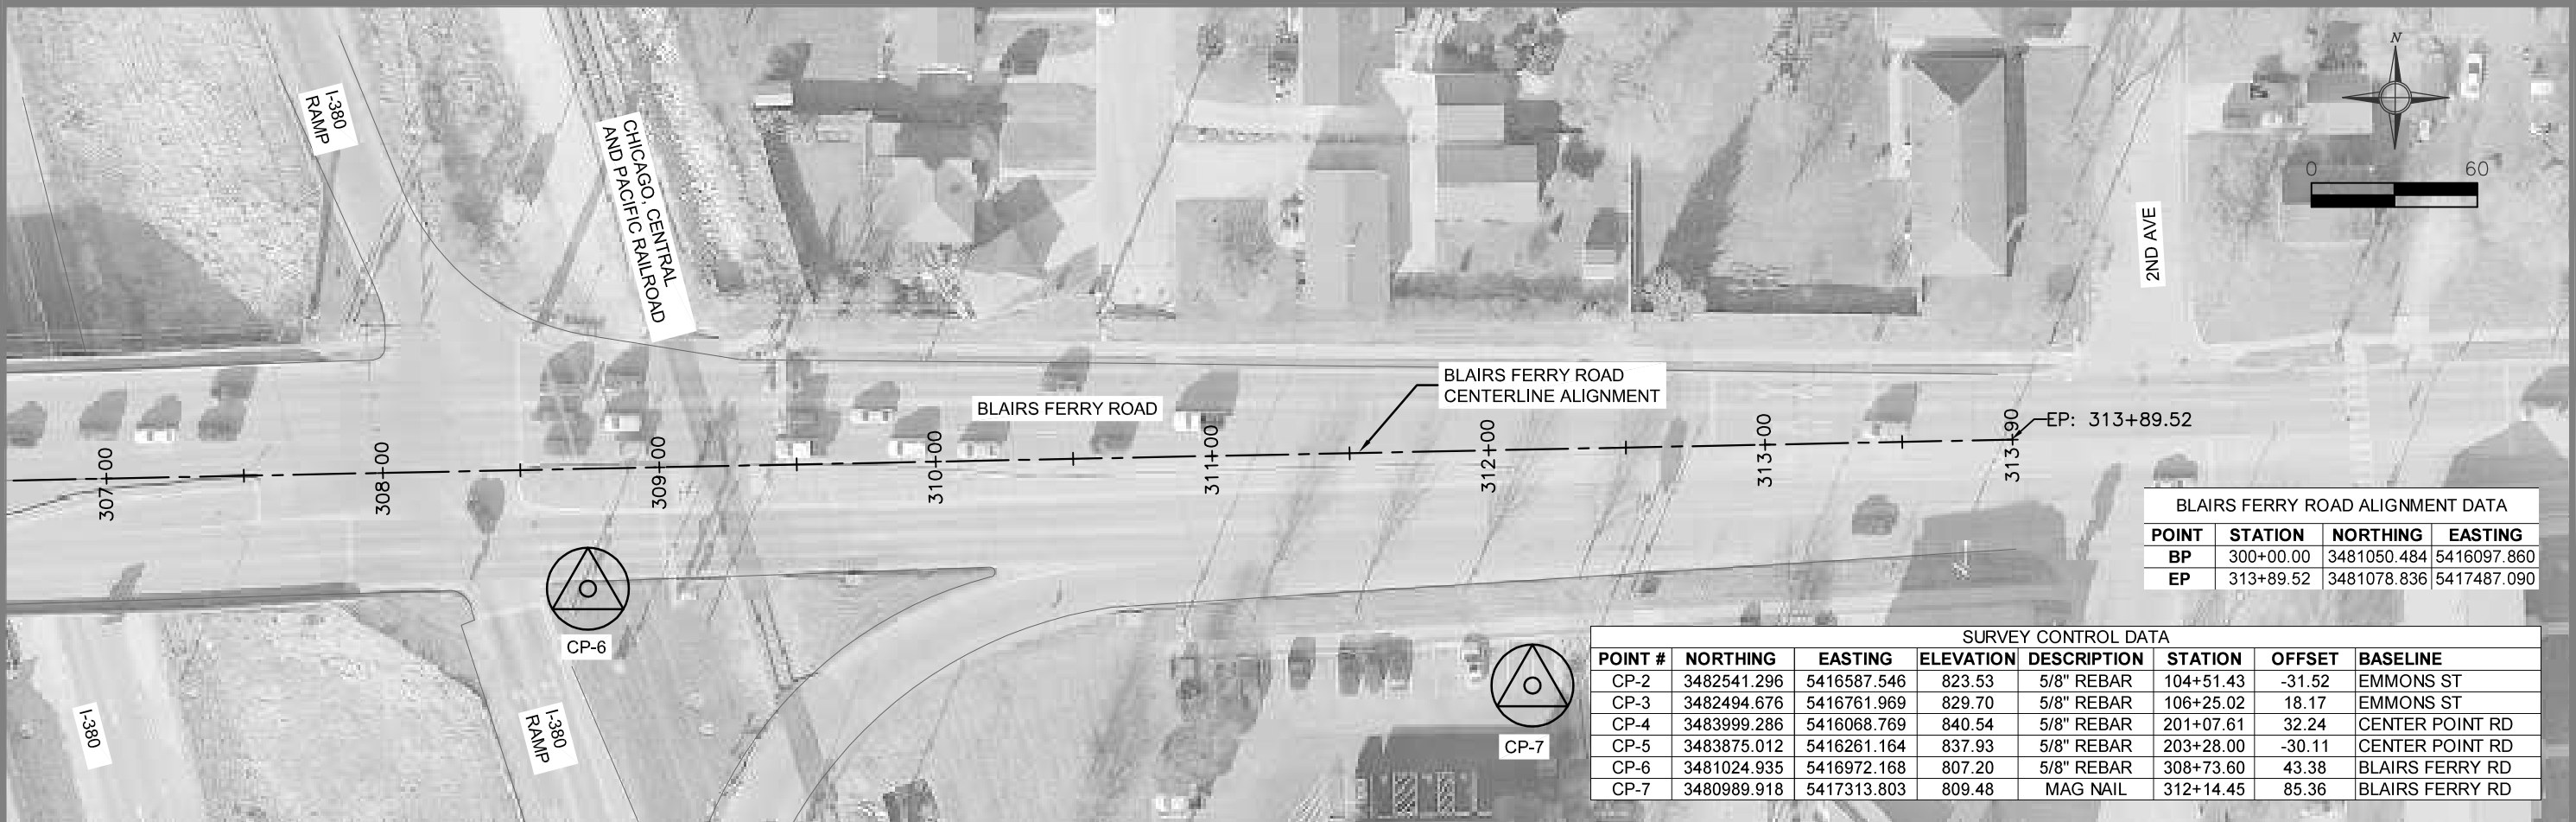 I-380
RAMP
CHICAGO, CENTRAL
AND PACIFIC RAILROAD
N
0 60
2ND AVE
BLAIRS FERRY ROAD
BLAIRS FERRY ROAD
CENTERLINE ALIGNMENT
307+00
308+00
309+00
310+00
311+00
312+00
313+00
313+90
EP: 313+89.52
CP-6
CP-7
I-380
I-380
RAMP
BLAIRS FERRY ROAD ALIGNMENT DATA
POINT STATION NORTHING EASTING
BP 300+00.00 3481050.484 5416097.860
EP 313+89.52 3481078.836 5417487.090
SURVEY CONTROL DATA
POINT # NORTHING EASTING ELEVATION DESCRIPTION STATION OFFSET BASELINE
CP-2 3482541.296 5416587.546 823.53 5/8" REBAR 104+51.43 -31.52 EMMONS ST
CP-3 3482494.676 5416761.969 829.70 5/8" REBAR 106+25.02 18.17 EMMONS ST
CP-4 3483999.286 5416068.769 840.54 5/8" REBAR 201+07.61 32.24 CENTER POINT RD
CP-5 3483875.012 5416261.164 837.93 5/8" REBAR 203+28.00 -30.11 CENTER POINT RD
CP-6 3481024.935 5416972.168 807.20 5/8" REBAR 308+73.60 43.38 BLAIRS FERRY RD
CP-7 3480989.918 5417313.803 809.48 MAG NAIL 312+14.45 85.36 BLAIRS FERRY RD